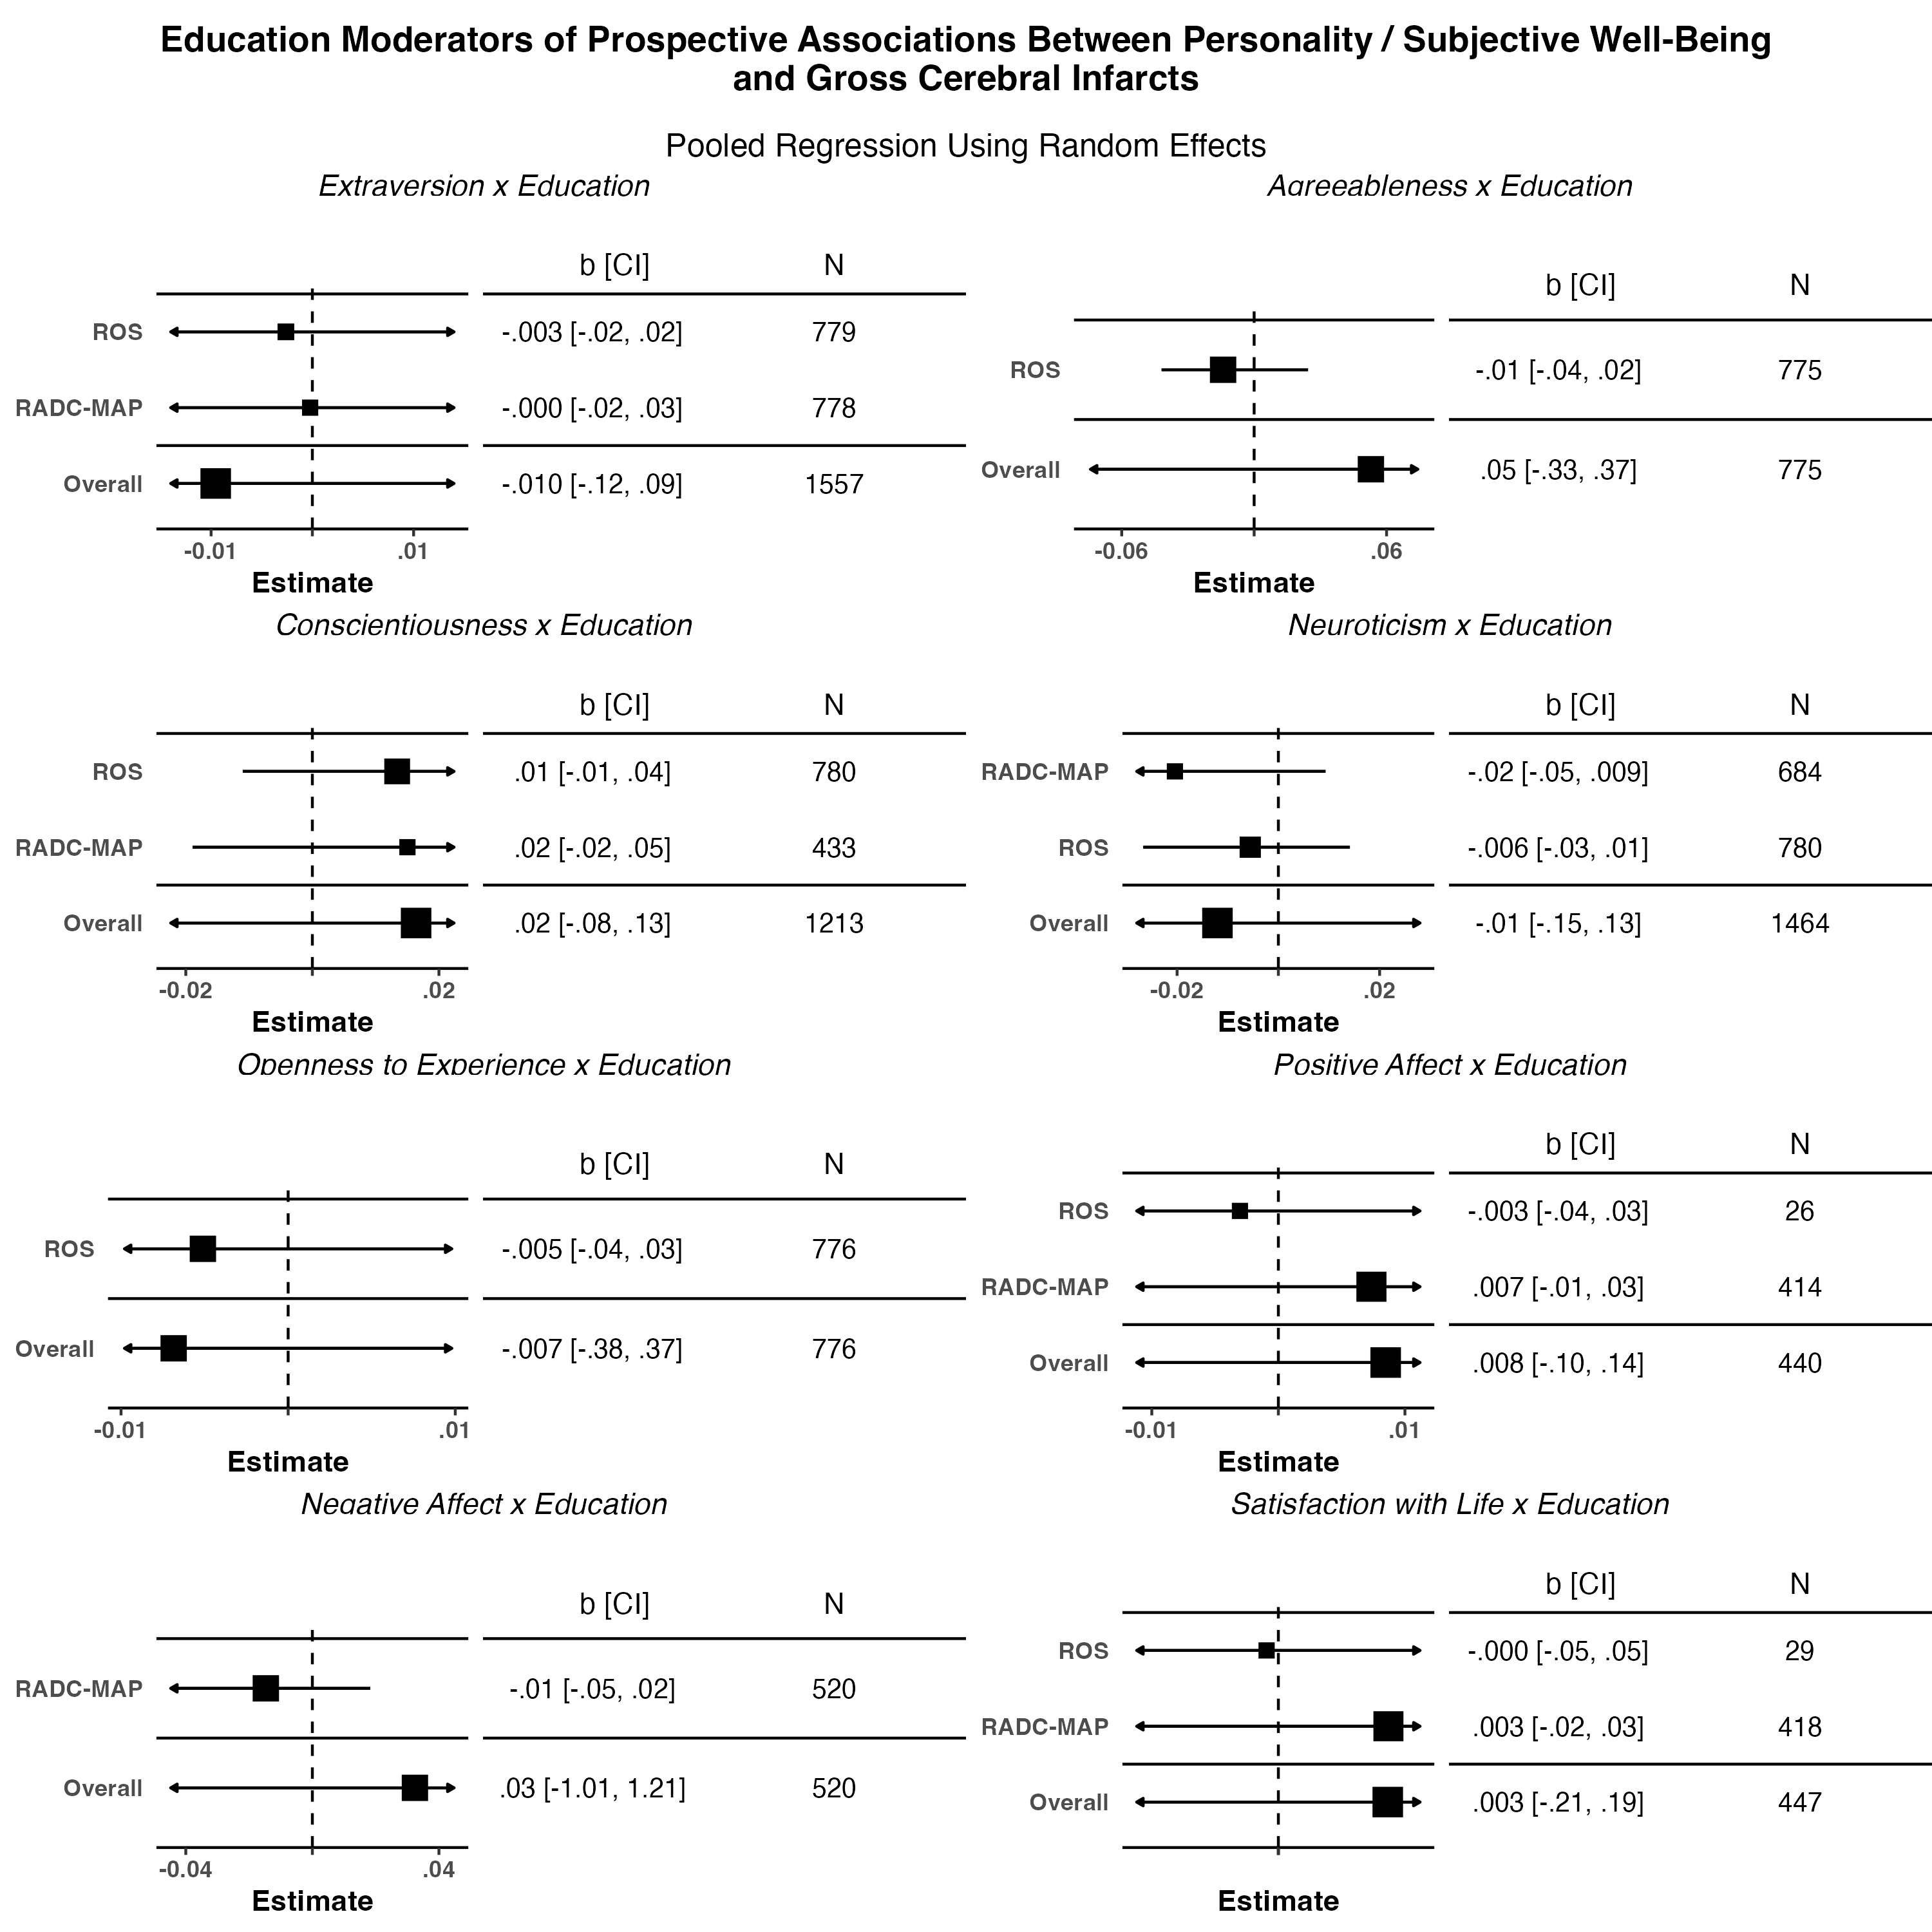 Education Moderators of Prospective Associations Between Personality / Subjective Well-Being
and Gross Cerebral Infarcts
Pooled Regression Using Random Effects
Extraversion x Education
b [CI] N
ROS -.003 [-.02, .02] 779
RADC-MAP -.000 [-.02, .03] 778
Overall -.010 [-.12, .09] 1557
-0.01 .01
Estimate
Agreeableness x Education
b [CI] N
ROS -.01 [-.04, .02] 775
Overall .05 [-.33, .37] 775
-0.06 .06
Estimate
Conscientiousness x Education
b [CI] N
ROS .01 [-.01, .04] 780
RADC-MAP .02 [-.02, .05] 433
Overall .02 [-.08, .13] 1213
-0.02 .02
Estimate
Neuroticism x Education
b [CI] N
RADC-MAP -.02 [-.05, .009] 684
ROS -.006 [-.03, .01] 780
Overall -.01 [-.15, .13] 1464
-0.02 .02
Estimate
Openness to Experience x Education
b [CI] N
ROS -.005 [-.04, .03] 776
Overall -.007 [-.38, .37] 776
-0.01 .01
Estimate
Positive Affect x Education
b [CI] N
ROS -.003 [-.04, .03] 26
RADC-MAP .007 [-.01, .03] 414
Overall .008 [-.10, .14] 440
-0.01 .01
Estimate
Negative Affect x Education
b [CI] N
RADC-MAP -.01 [-.05, .02] 520
Overall .03 [-1.01, 1.21] 520
-0.04 .04
Estimate
Satisfaction with Life x Education
b [CI] N
ROS -.000 [-.05, .05] 29
RADC-MAP .003 [-.02, .03] 418
Overall .003 [-.21, .19] 447
Estimate